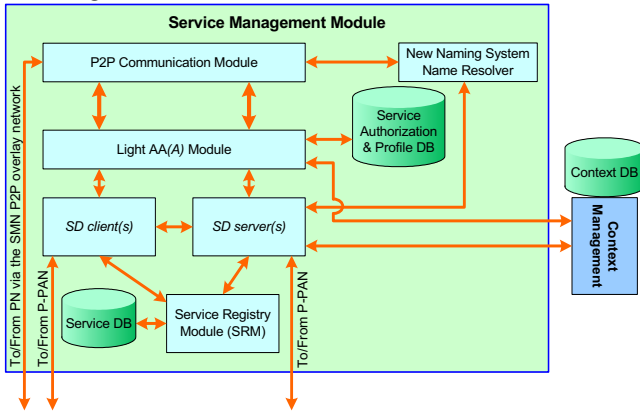 Service Management Module
P2P Communication Module
New Naming System
Name Resolver
Service
Authorization
& Profile DB
Light AA(A) Module
Context DB
SD client(s)
SD server(s)
Context
Management
Service DB
Service Registry
Module (SRM)
To/From PN via the SMN P2P overlay network
To/From P-PAN
To/From P-PAN